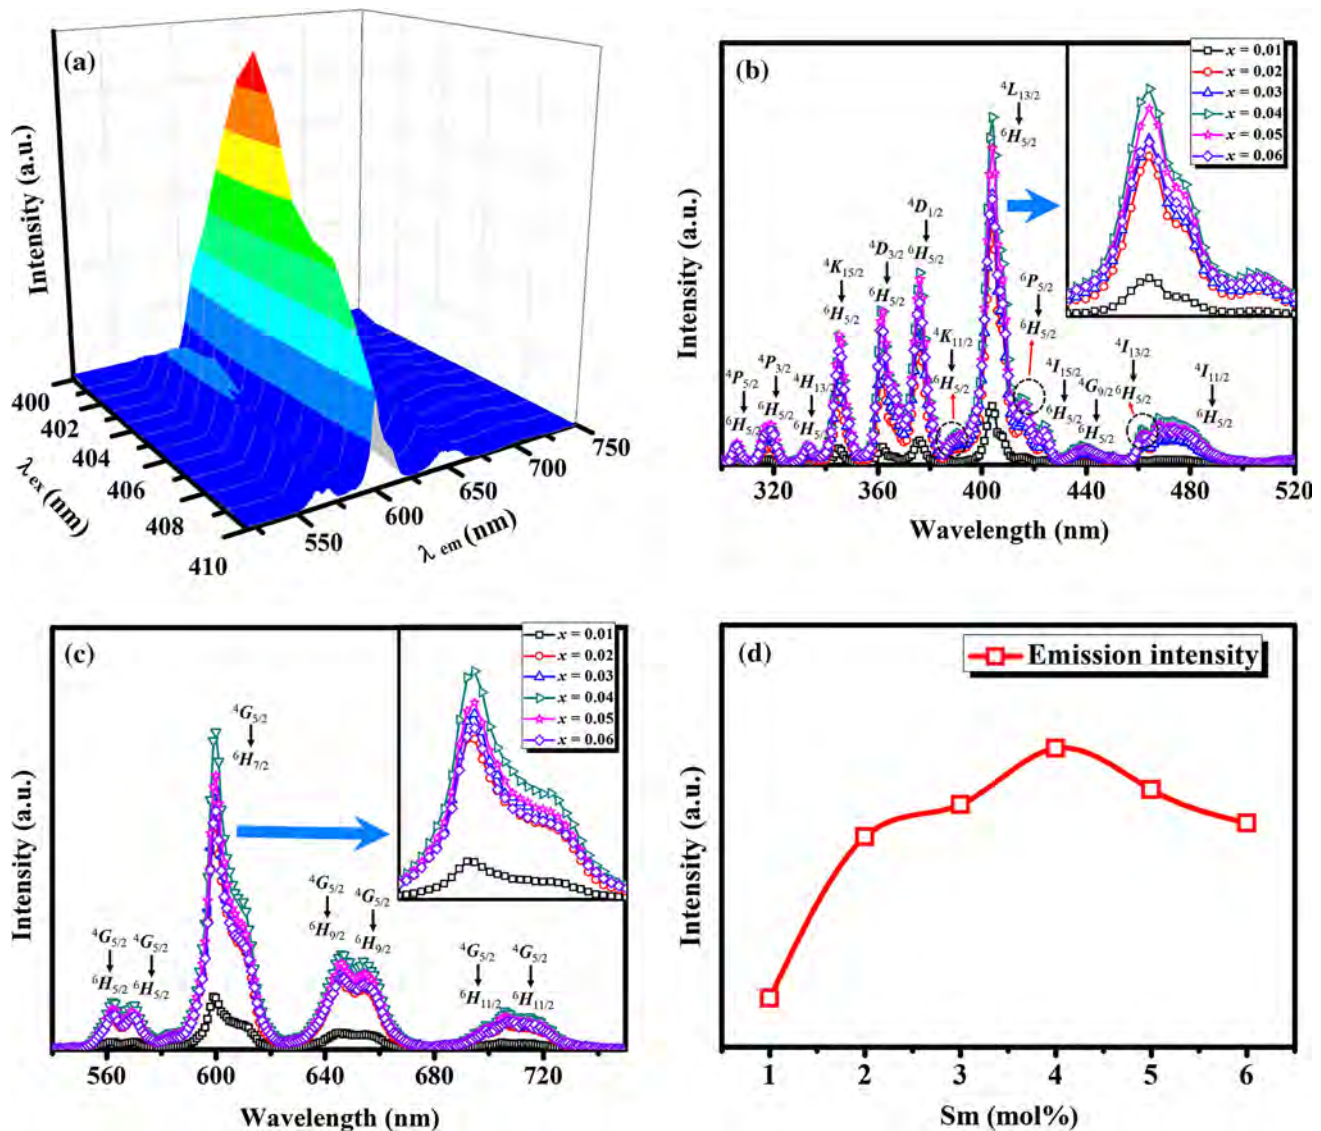 (a)
Intensity (a.u.)
400
402
404
406
408
410
λ ex (nm)
550
600
650
700
750
λ em (nm)
(b)
Intensity (a.u.)
x = 0.01
x = 0.02
x = 0.03
x = 0.04
x = 0.05
x = 0.06
⁴P₅/₂
⁶H₅/₂
⁴P₃/₂
⁶H₅/₂
⁴H₁₃/₂
⁶H₅/₂
⁴K₁₅/₂
⁶H₅/₂
⁴D₃/₂
⁶H₅/₂
⁴D₁/₂
⁶H₅/₂
⁴K₁₁/₂
⁶H₅/₂
⁴L₁₃/₂
⁶H₅/₂
⁶P₅/₂
⁶H₅/₂
⁴I₁₅/₂
⁶H₅/₂
⁴G₉/₂
⁶H₅/₂
⁴I₁₃/₂
⁶H₅/₂
⁴I₁₁/₂
⁶H₅/₂
320 360 400 440 480 520
Wavelength (nm)
(c)
Intensity (a.u.)
x = 0.01
x = 0.02
x = 0.03
x = 0.04
x = 0.05
x = 0.06
⁴G₅/₂
⁶H₅/₂
⁴G₅/₂
⁶H₅/₂
⁴G₅/₂
⁶H₇/₂
⁴G₅/₂
⁶H₉/₂
⁴G₅/₂
⁶H₉/₂
⁴G₅/₂
⁶H₁₁/₂
⁴G₅/₂
⁶H₁₁/₂
560 600 640 680 720
Wavelength (nm)
(d)
Emission intensity
Intensity (a.u.)
1 2 3 4 5 6
Sm (mol%)